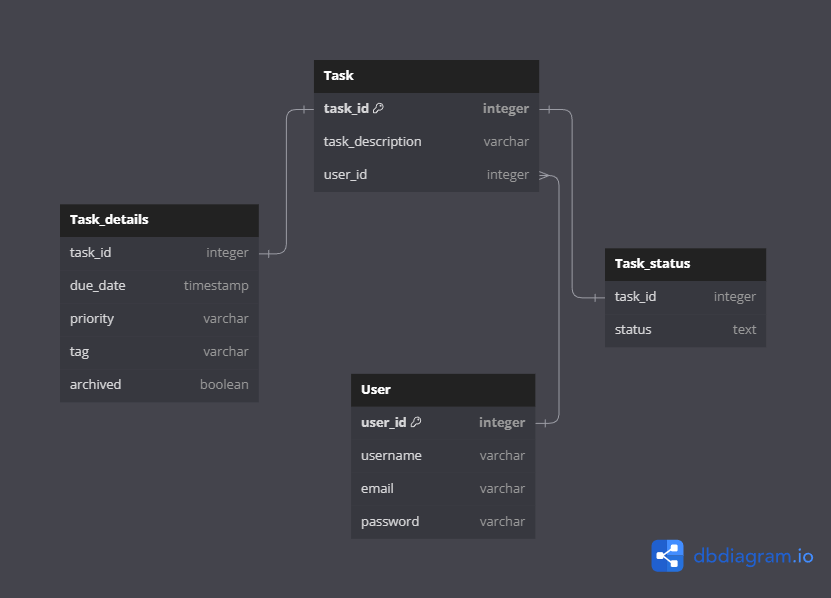 Task
task_id integer
task_description varchar
user_id integer
Task_details
task_id integer
due_date timestamp
priority varchar
tag varchar
archived boolean
Task_status
task_id integer
status text
User
user_id integer
username varchar
email varchar
password varchar
dbdiagram.io